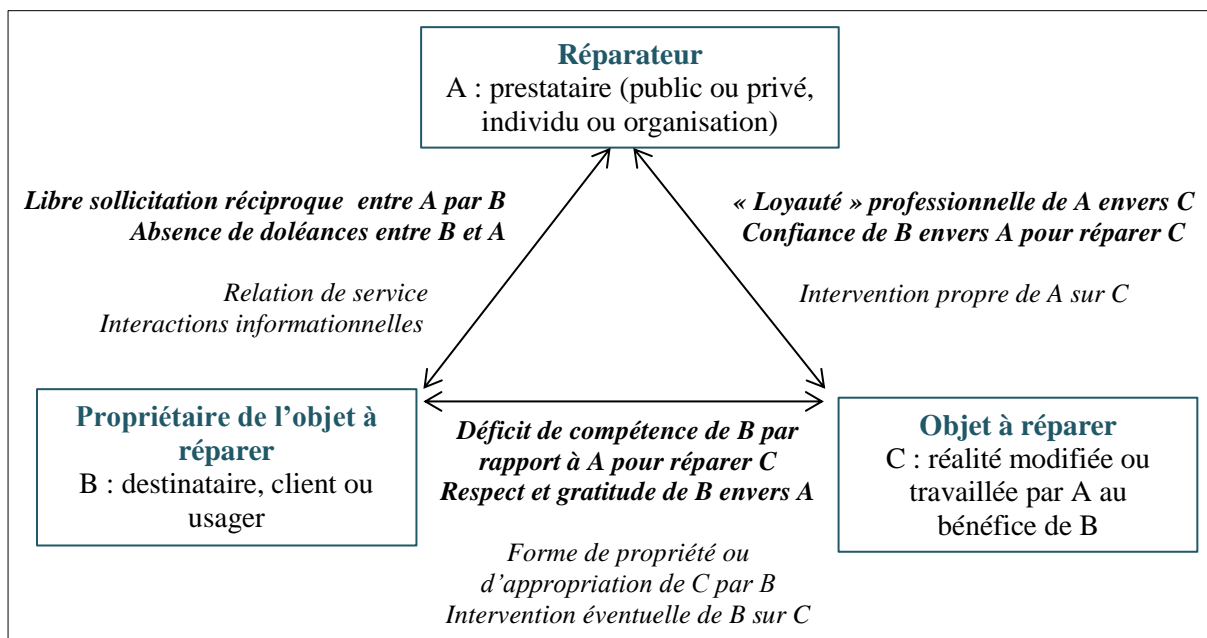 Réparateur
A : prestataire (public ou privé,
individu ou organisation)
Libre sollicitation réciproque  entre A par B
Absence de doléances entre B et A
« Loyauté » professionnelle de A envers C
Confiance de B envers A pour réparer C
Relation de service
Interactions informationnelles
Intervention propre de A sur C
Propriétaire de l’objet à
réparer
B : destinataire, client ou
usager
Déficit de compétence de B par
rapport à A pour réparer C
Respect et gratitude de B envers A
Objet à réparer
C : réalité modifiée ou
travaillée par A au
bénéfice de B
Forme de propriété ou
d’appropriation de C par B
Intervention éventuelle de B sur C